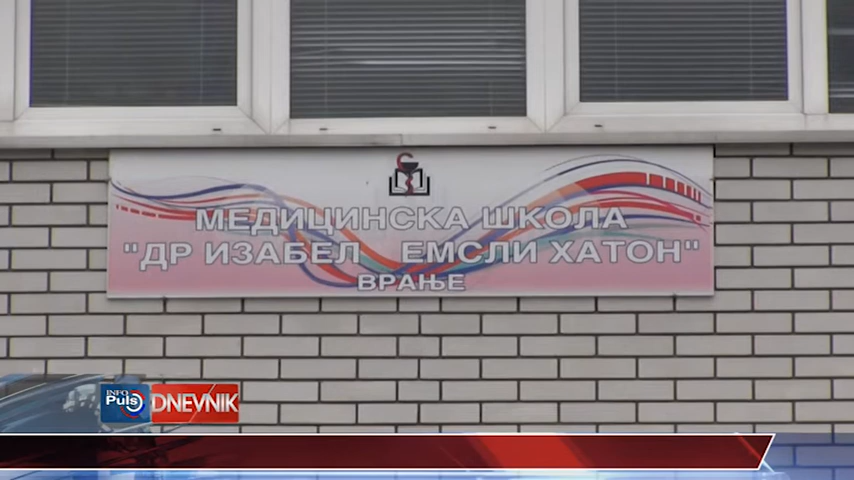 МЕДИЦИНСКА ШКОЛА
"ДР ИЗАБЕЛ ЕМСЛИ ХАТОН"
ВРАЊЕ
INFO
Puls
DNEVNIK